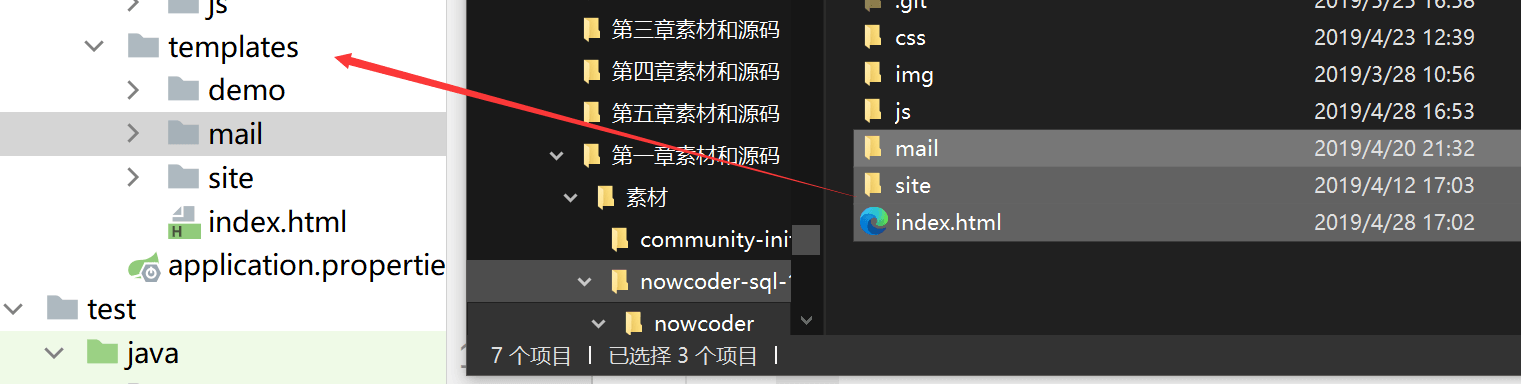 js
templates
demo
mail
site
index.html
H
application.propertie
test
java
第三章素材和源码
第四章素材和源码
第五章素材和源码
第一章素材和源码
素材
community-init
nowcoder-sql-1
nowcoder
.git 2019/3/25 16:58
css 2019/4/23 12:39
img 2019/3/28 10:56
js 2019/4/28 16:53
mail 2019/4/20 21:32
site 2019/4/12 17:03
index.html 2019/4/28 17:02
7 个项目 已选择 3 个项目